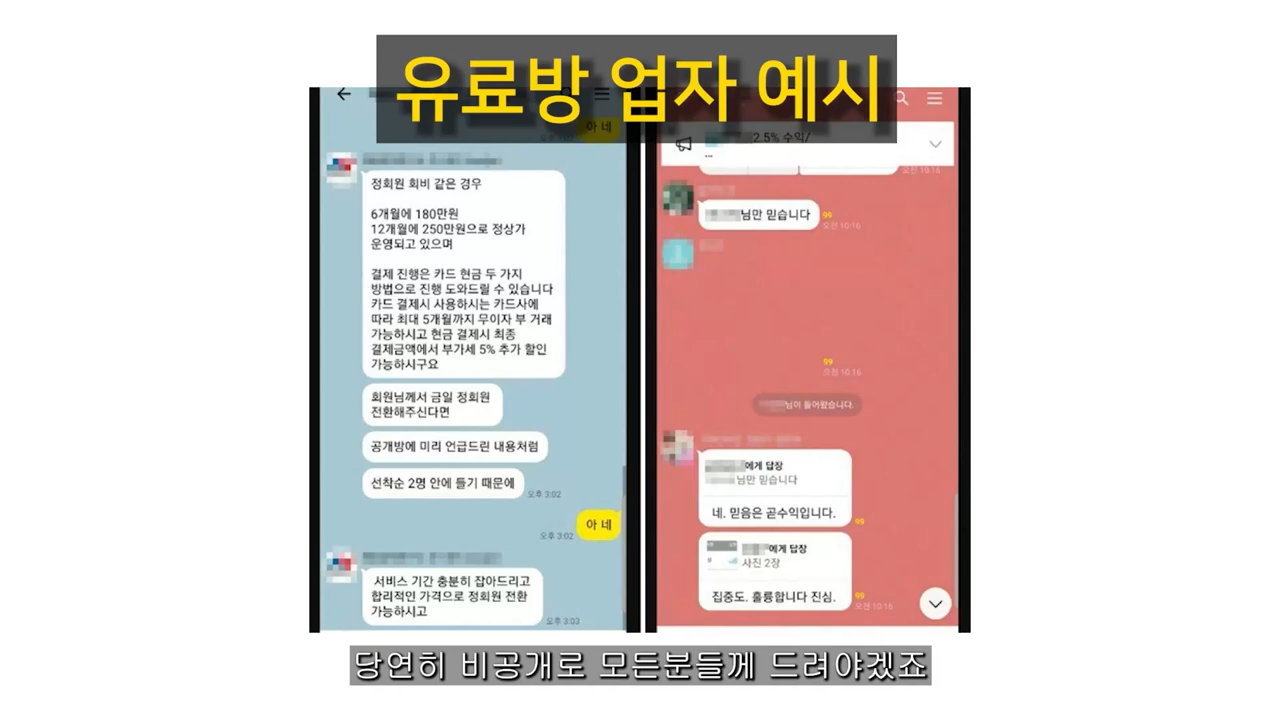 유료방 업자 예시
아 네
정회원 회비 같은 경우
6개월에 180만원
12개월에 250만원으로 정상가
운영되고 있으며
결제 진행은 카드 현금 두 가지
방법으로 진행 도와드릴 수 있습니다
카드 결제시 사용하시는 카드사에
따라 최대 5개월까지 무이자 부 거래
가능하시고 현금 결제시 최종
결제금액에서 부가세 5% 추가 할인
가능하시구요
회원님께서 금일 정회원
전환해주신다면
공개방에 미리 언급드린 내용처럼
선착순 2명 안에 들기 때문에
오후 3:02
아 네
오후 3:02
서비스 기간 충분히 잡아드리고
합리적인 가격으로 정회원 전환
가능하시고
오후 3:03
2.5% 수익/
...
오전 10:16
님만 믿습니다
99
오전 10:16
99
오전 10:16
님이 들어왔습니다.
에게 답장
님만 믿습니다
네. 믿음은 곧수익입니다.
99
에게 답장
사진 2장
집중도. 훌륭합니다 진심.
99
오전 10:16
당연히 비공개로 모든분들께 드려야겠죠